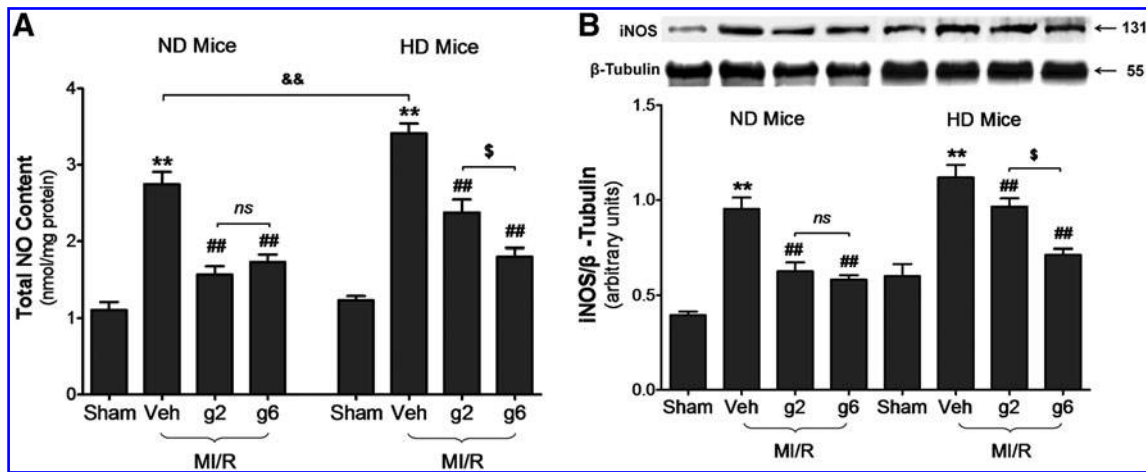 A
ND Mice
HD Mice
&&
Total NO Content
(nmol/mg protein)
4
3
2
1
0
**
##
ns
##
**
##
$
##
Sham Veh g2 g6 Sham Veh g2 g6
MI/R
MI/R
B
iNOS
131
β-Tubulin
55
ND Mice
HD Mice
iNOS/β -Tubulin
(arbitrary units)
1.5
1.0
0.5
0.0
**
##
ns
##
**
##
$
##
Sham Veh g2 g6 Sham Veh g2 g6
MI/R
MI/R